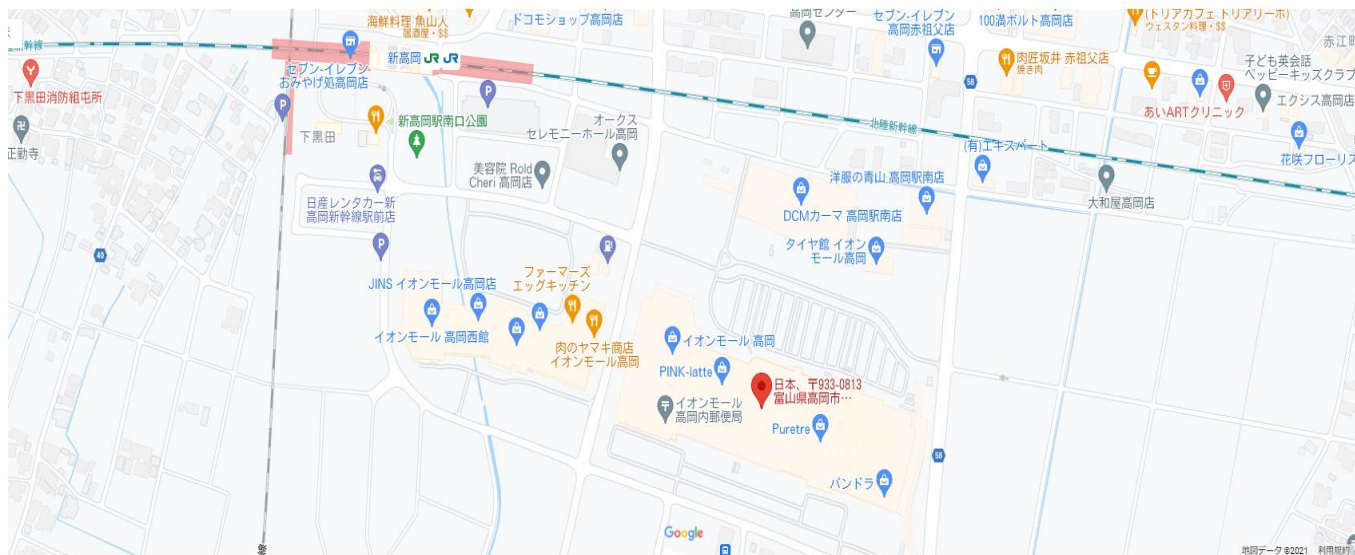 海鮮料理 魚山人
居酒屋・$$
ドコモショップ高岡店
高岡センター
セブン-イレブン
高岡赤祖父店
100満ボルト高岡店
(トリアカフェ トリアリーホ)
ウェスタン料理・$$
赤江町
幹線
新高岡
JR JR
セブン-イレブン
おみやげ処高岡店
下黒田消防組屯所
肉匠坂井 赤祖父店
焼き肉
58
子ども英会話
ペッピーキッズクラブ
エクシス高岡店
あいARTクリニック
花咲フローリス
正勤寺
下黒田
新高岡駅南口公園
オークス
セレモニーホール高岡
北陸新幹線
(有)エキスパート
美容院 Rold
Cheri 高岡店
洋服の青山 高岡駅南店
DCMカーマ 高岡駅南店
大和屋高岡店
日産レンタカー新
高岡新幹線駅前店
タイヤ館 イオン
モール高岡
40
JINS イオンモール高岡店
ファーマーズ
エッグキッチン
イオンモール 高岡西館
肉のヤマキ商店
イオンモール高岡
イオンモール 高岡
PINK-latte
日本、〒933-0813
富山県高岡市…
イオンモール
高岡内郵便局
Puretre
58
パンドラ
Google
地図データ ©2021 利用規約